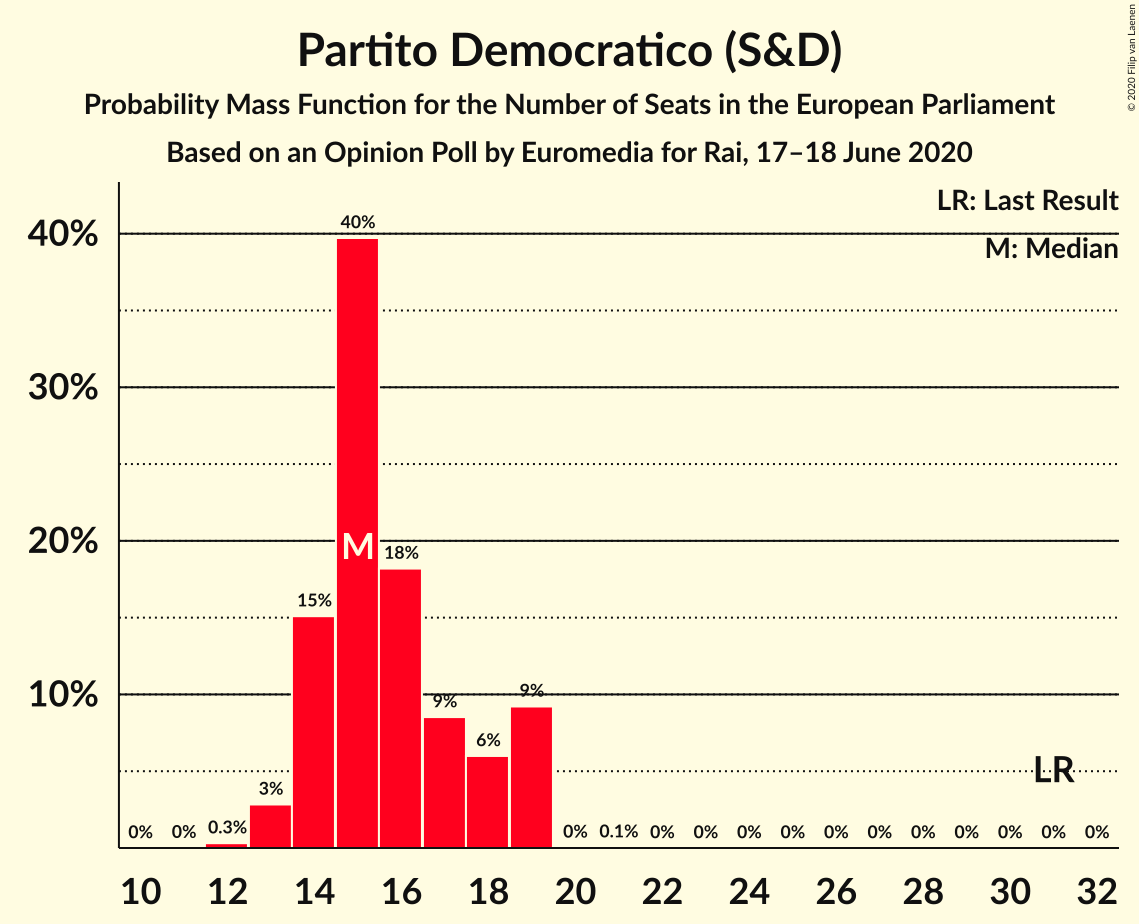 Partito Democratico (S&D)
Probability Mass Function for the Number of Seats in the European Parliament
Based on an Opinion Poll by Euromedia for Rai, 17–18 June 2020
© 2020 Filip van Laenen
LR: Last Result
M: Median
40%
30%
20%
10%
0% 0% 0.3% 3% 15% 40% 18% 9% 6% 9% 0% 0.1% 0% 0% 0% 0% 0% 0% 0% 0% 0% 0% 0%
M
LR
10 12 14 16 18 20 22 24 26 28 30 32